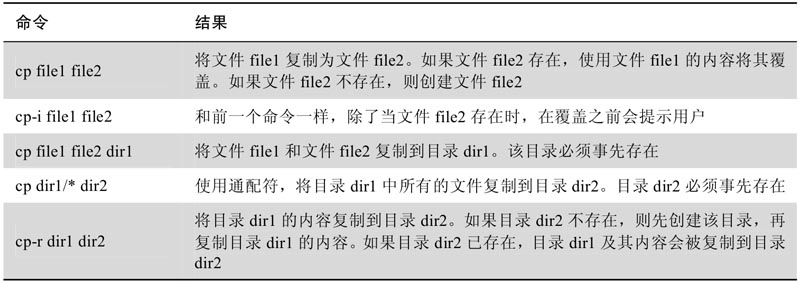 命令 结果
cp file1 file2 将文件 file1 复制为文件 file2。如果文件 file2 存在，使用文件 file1 的内容将其覆
盖。如果文件 file2 不存在，则创建文件 file2
cp-i file1 file2 和前一个命令一样，除了当文件 file2 存在时，在覆盖之前会提示用户
cp file1 file2 dir1 将文件 file1 和文件 file2 复制到目录 dir1。该目录必须事先存在
cp dir1/* dir2 使用通配符，将目录 dir1 中所有的文件复制到目录 dir2。目录 dir2 必须事先存在
cp-r dir1 dir2 将目录 dir1 的内容复制到目录 dir2。如果目录 dir2 不存在，则先创建该目录，再
复制目录 dir1 的内容。如果目录 dir2 已存在，目录 dir1 及其内容会被复制到目录
dir2